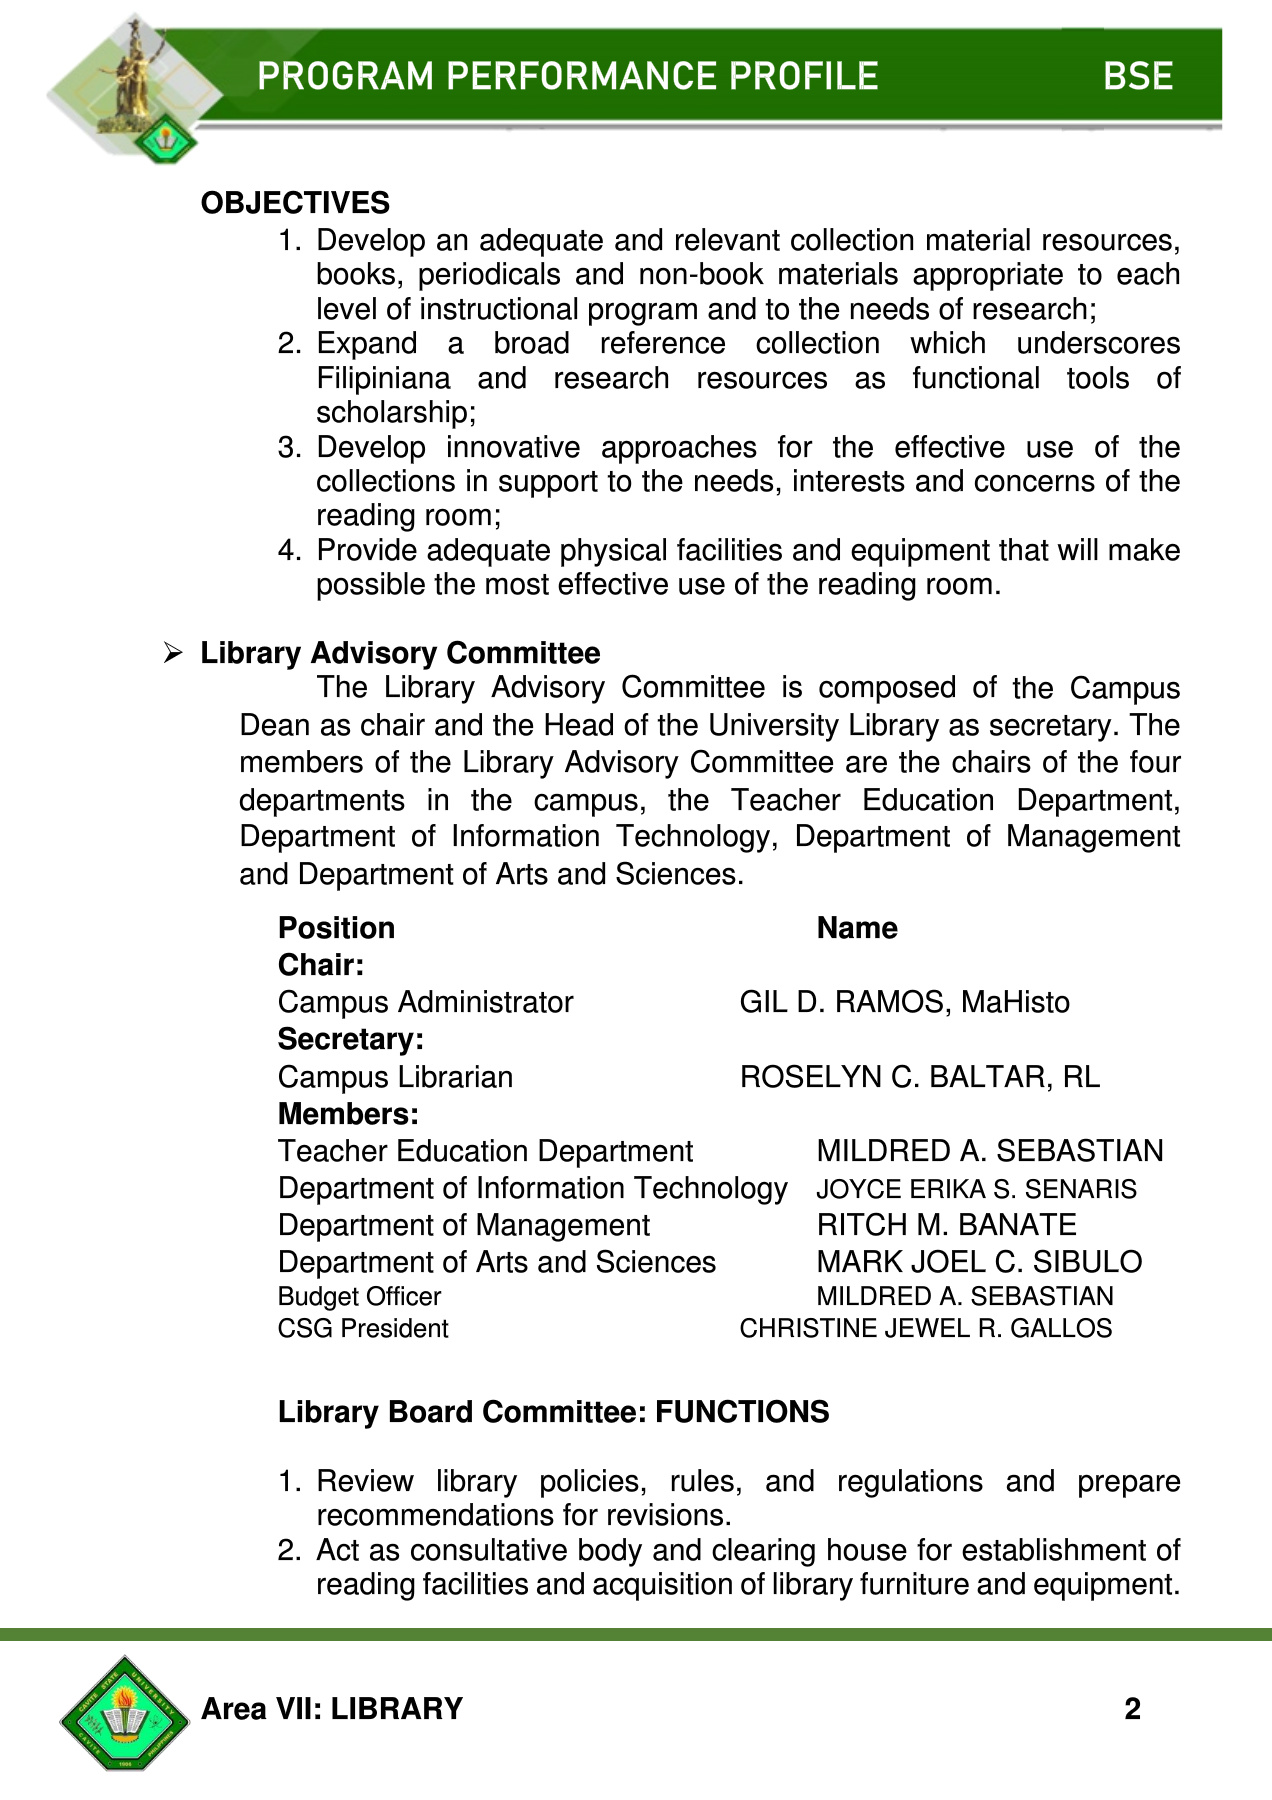 PROGRAM PERFORMANCE PROFILE BSE
OBJECTIVES
1. Develop an adequate and relevant collection material resources,
books, periodicals and non-book materials appropriate to each
level of instructional program and to the needs of research;
2. Expand a broad reference collection which underscores
Filipiniana and research resources as functional tools of
scholarship;
3. Develop innovative approaches for the effective use of the
collections in support to the needs, interests and concerns of the
reading room;
4. Provide adequate physical facilities and equipment that will make
possible the most effective use of the reading room.
➢ Library Advisory Committee
The Library Advisory Committee is composed of the Campus
Dean as chair and the Head of the University Library as secretary. The
members of the Library Advisory Committee are the chairs of the four
departments in the campus, the Teacher Education Department,
Department of Information Technology, Department of Management
and Department of Arts and Sciences.
Position Name
Chair:
Campus Administrator GIL D. RAMOS, MaHisto
Secretary:
Campus Librarian ROSELYN C. BALTAR, RL
Members:
Teacher Education Department MILDRED A. SEBASTIAN
Department of Information Technology JOYCE ERIKA S. SENARIS
Department of Management RITCH M. BANATE
Department of Arts and Sciences MARK JOEL C. SIBULO
Budget Officer MILDRED A. SEBASTIAN
CSG President CHRISTINE JEWEL R. GALLOS
Library Board Committee: FUNCTIONS
1. Review library policies, rules, and regulations and prepare
recommendations for revisions.
2. Act as consultative body and clearing house for establishment of
reading facilities and acquisition of library furniture and equipment.
CAVITE STATE UNIVERSITY
CAVITE PHILIPPINES
1906
Area VII: LIBRARY 2